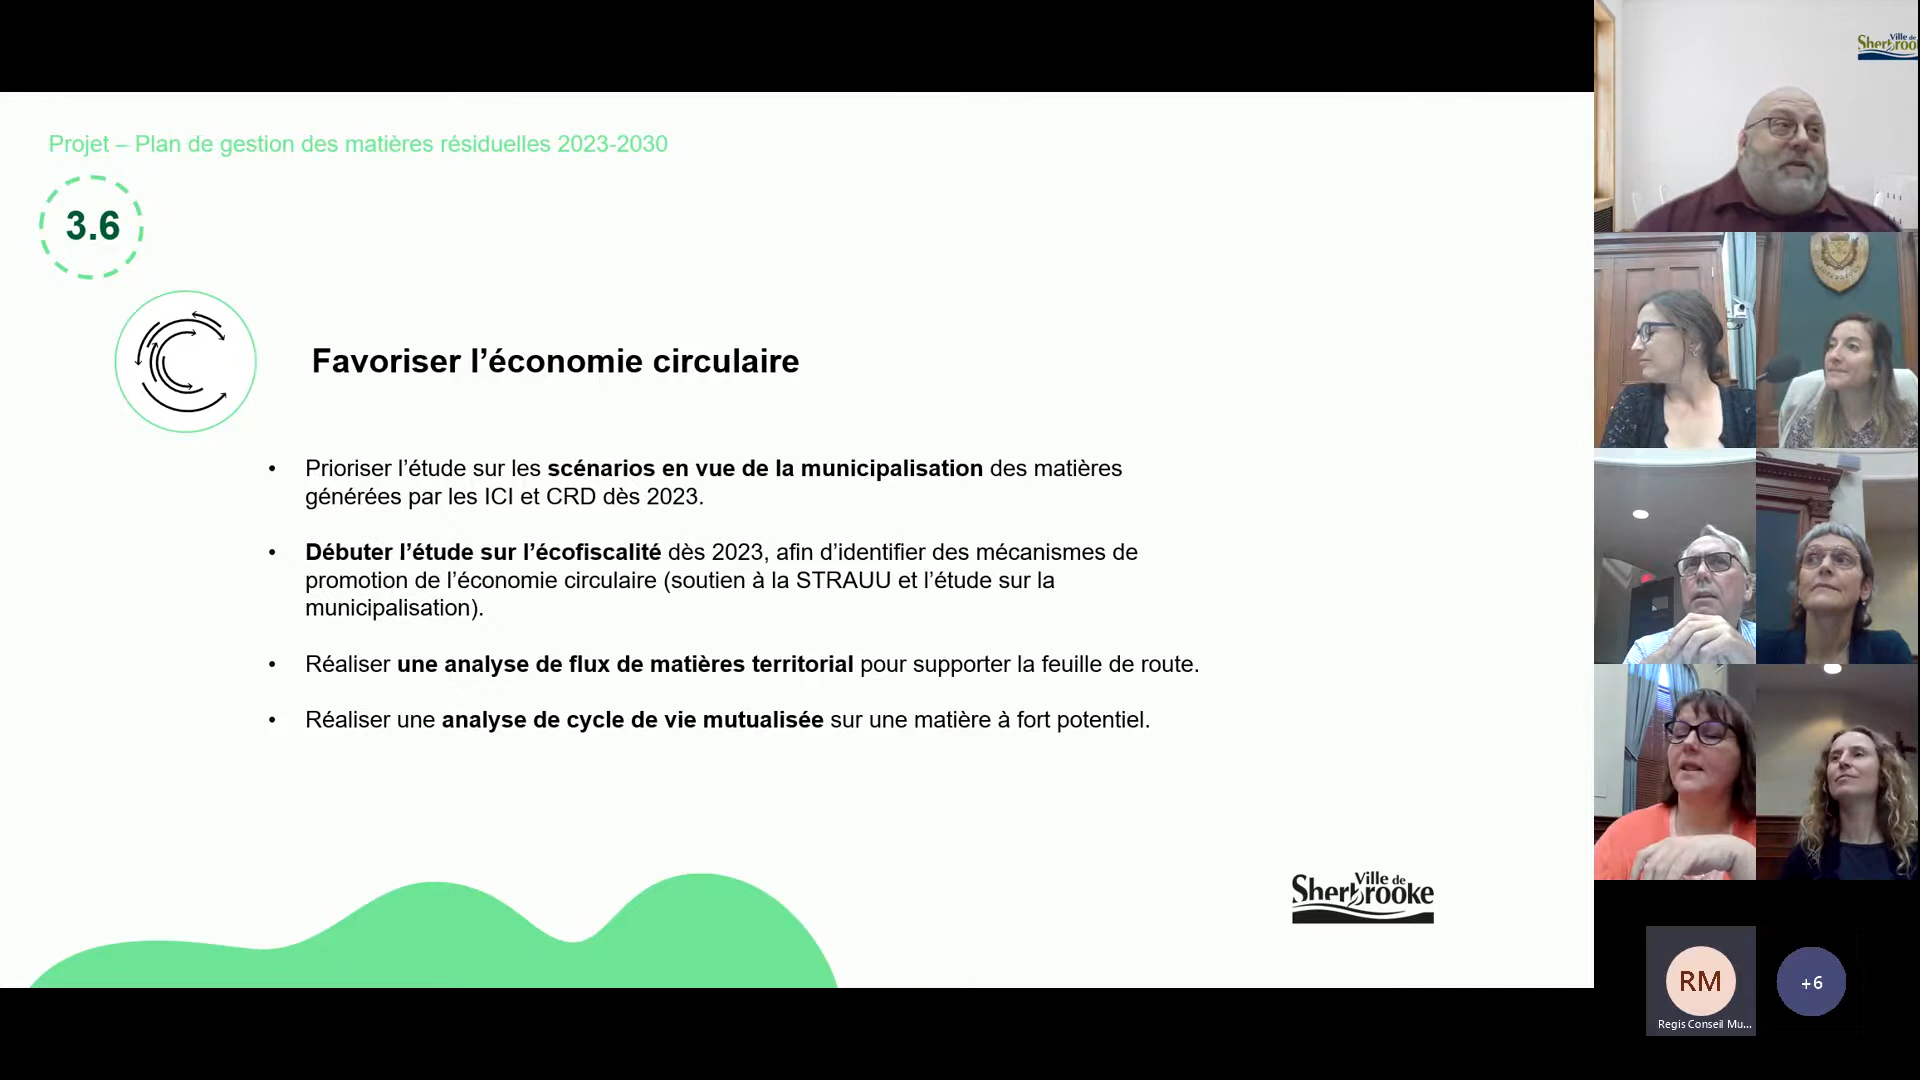 Projet – Plan de gestion des matières résiduelles 2023-2030
3.6
Favoriser l’économie circulaire
• Prioriser l’étude sur les scénarios en vue de la municipalisation des matières
générées par les ICI et CRD dès 2023.
• Débuter l’étude sur l’écofiscalité dès 2023, afin d’identifier des mécanismes de
promotion de l’économie circulaire (soutien à la STRAUU et l’étude sur la
municipalisation).
• Réaliser une analyse de flux de matières territorial pour supporter la feuille de route.
• Réaliser une analyse de cycle de vie mutualisée sur une matière à fort potentiel.
Ville de
Sherbrooke
Ville de
Sherbroo
RM
Regis Conseil Mu...
+6